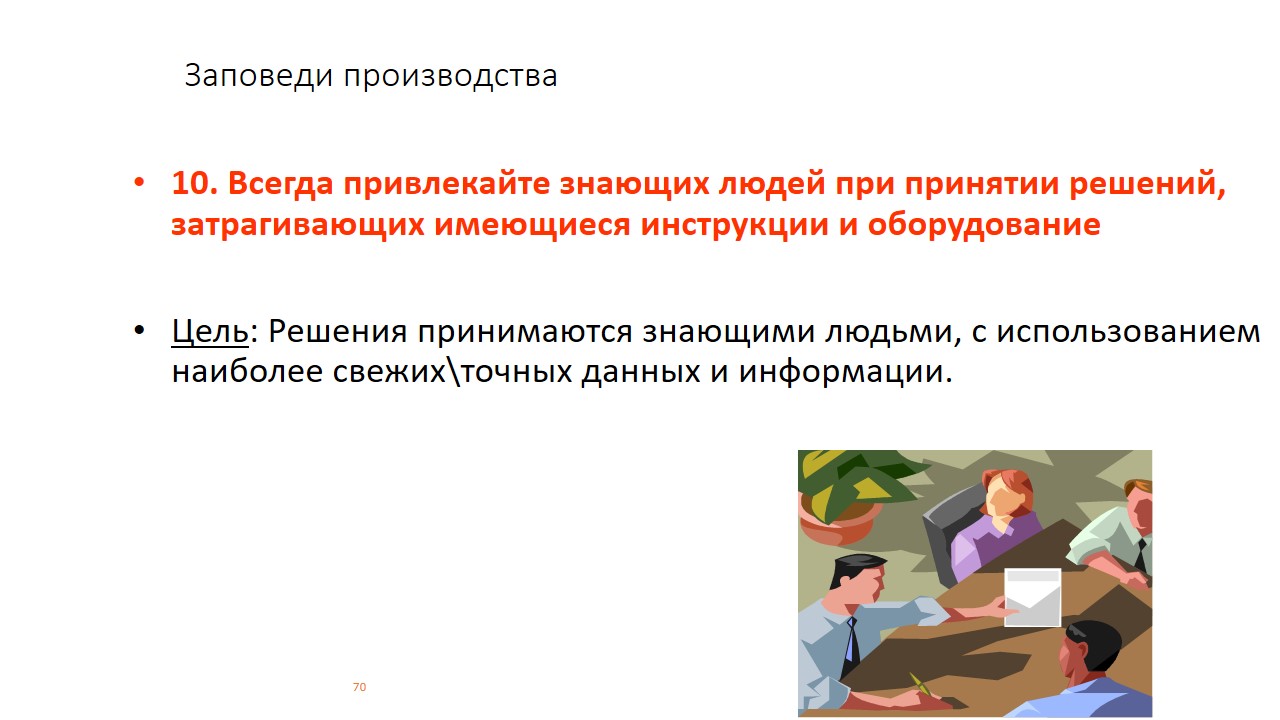 Заповеди производства
• 10. Всегда привлекайте знающих людей при принятии решений,
затрагивающих имеющиеся инструкции и оборудование
• Цель: Решения принимаются знающими людьми, с использованием
наиболее свежих\точных данных и информации.
70